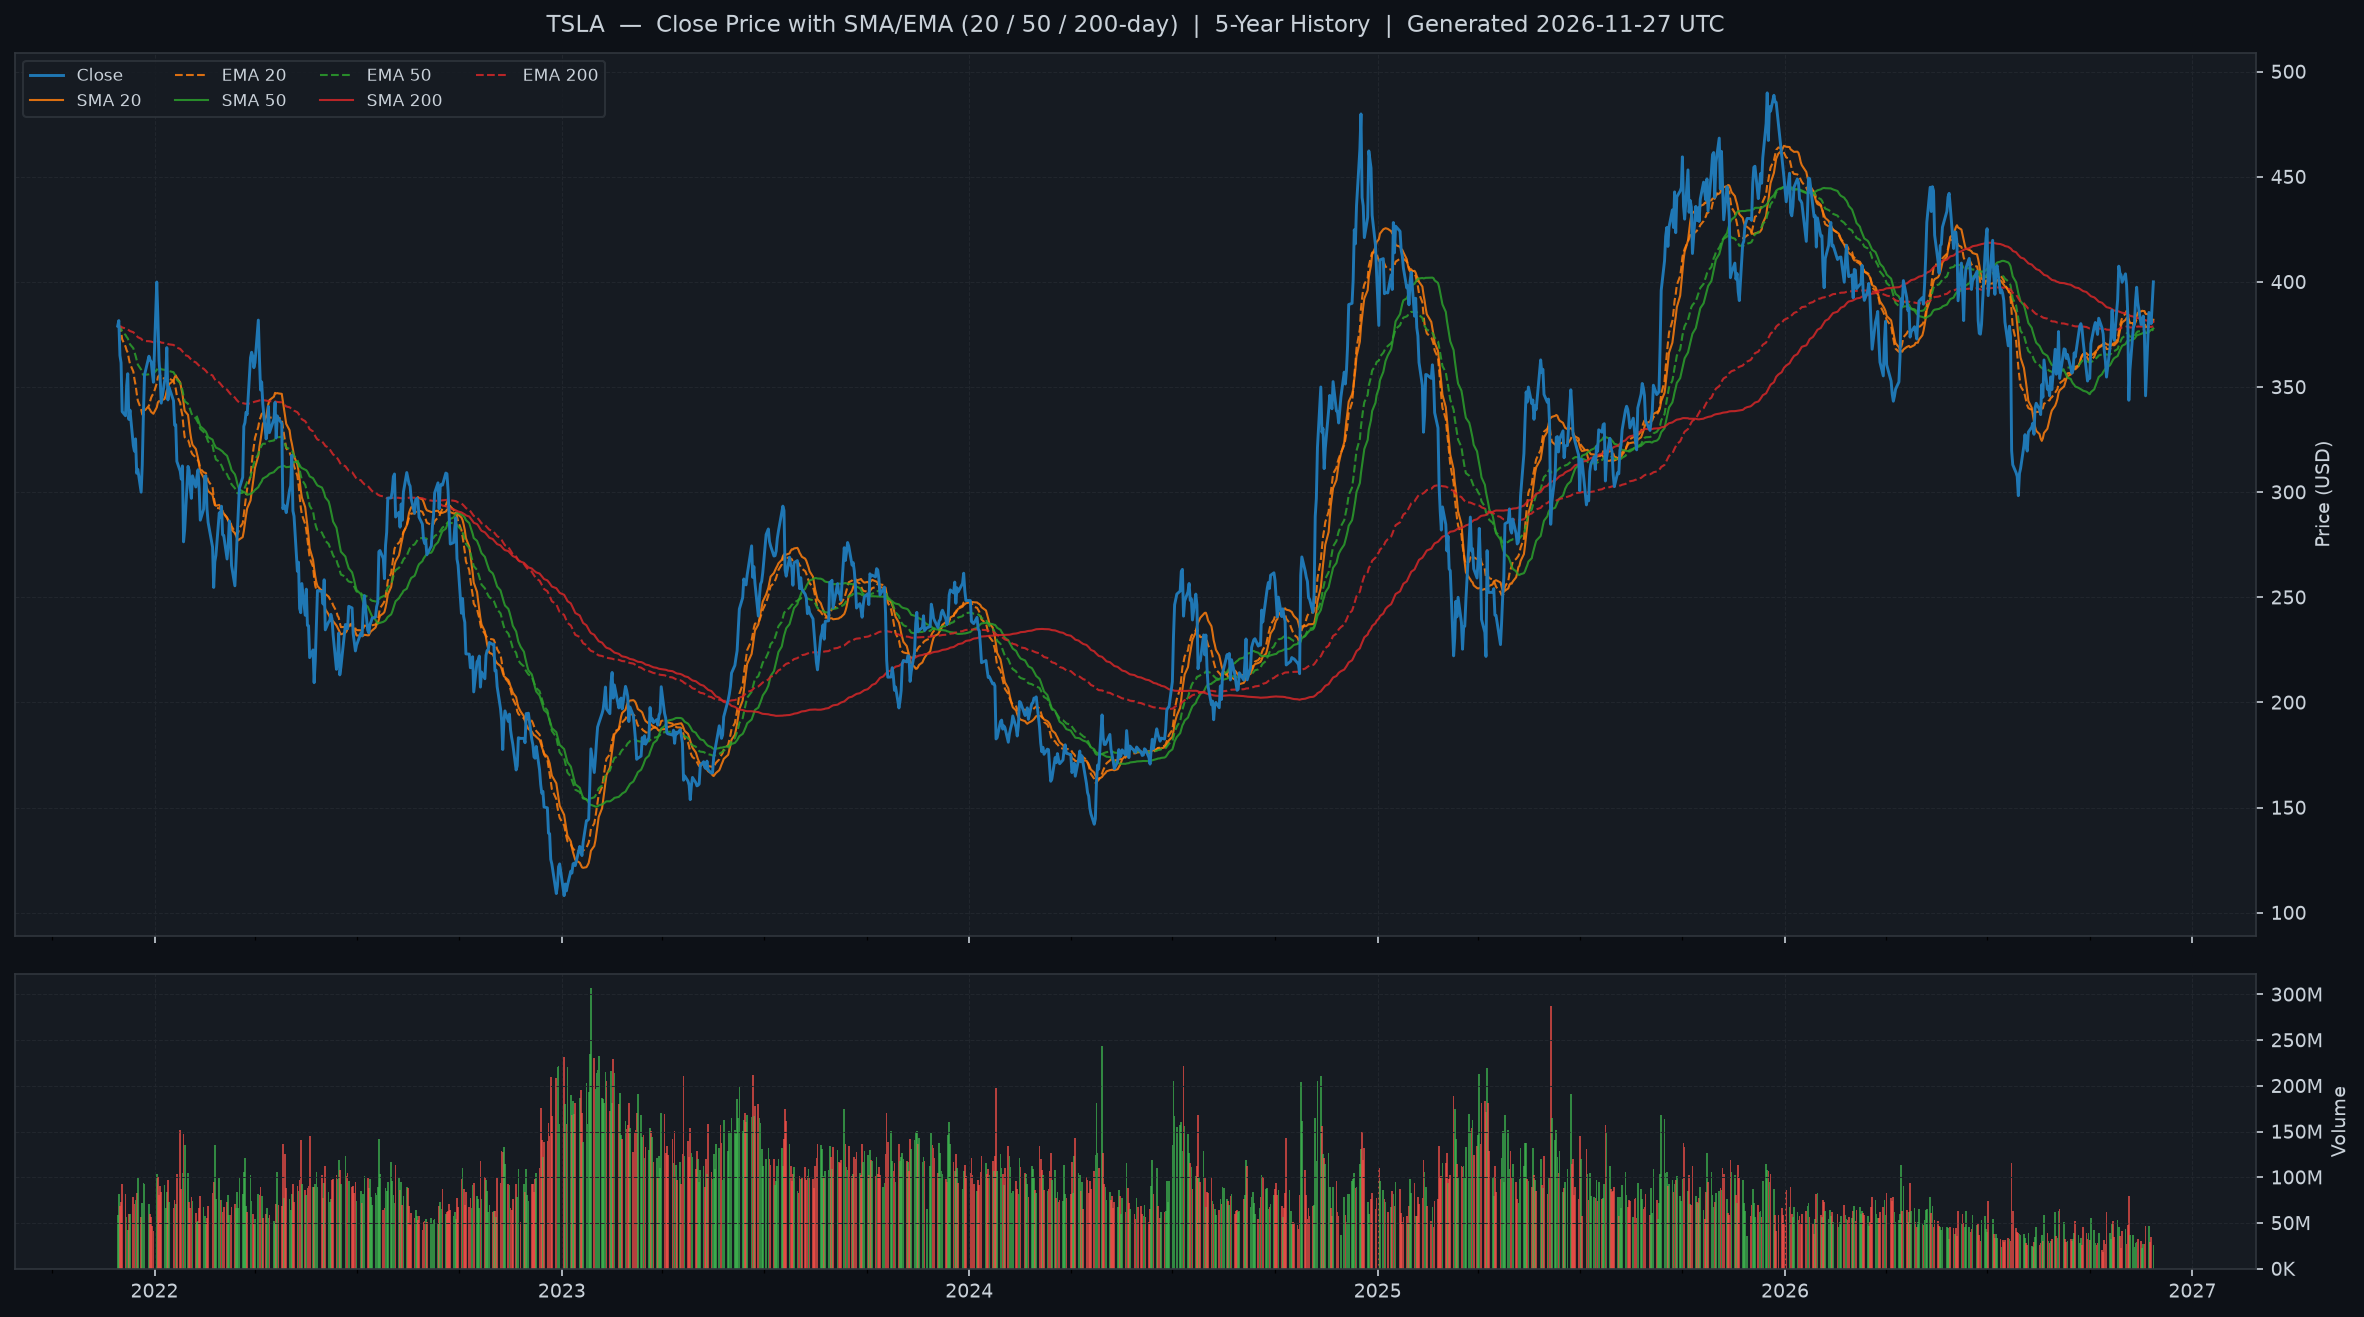 TSLA — Close Price with SMA/EMA (20 / 50 / 200-day) | 5-Year History | Generated 2026-11-27 UTC
Close EMA 20 EMA 50 EMA 200
SMA 20 SMA 50 SMA 200
500
450
400
350
300
250
200
150
100
Price (USD)
300M
250M
200M
150M
100M
50M
0K
Volume
2022 2023 2024 2025 2026 2027